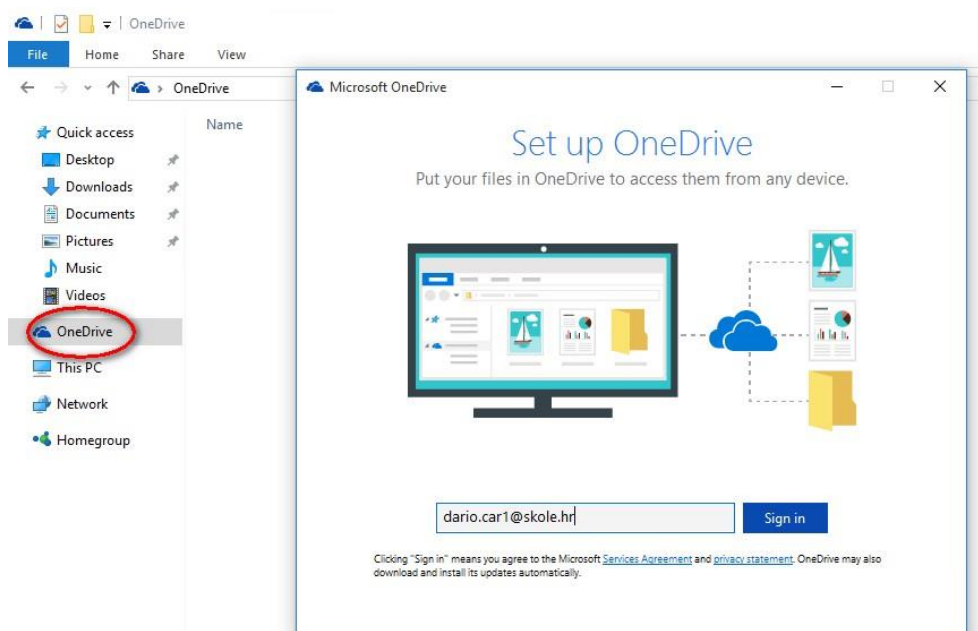 OneDrive
File Home Share View
OneDrive
Name
Quick access
Desktop
Downloads
Documents
Pictures
Music
Videos
OneDrive
This PC
Network
Homegroup
Microsoft OneDrive
Set up OneDrive
Put your files in OneDrive to access them from any device.
dario.car1@skole.hr
Sign in
Clicking "Sign in" means you agree to the Microsoft Services Agreement and privacy statement. OneDrive may also
download and install its updates automatically.